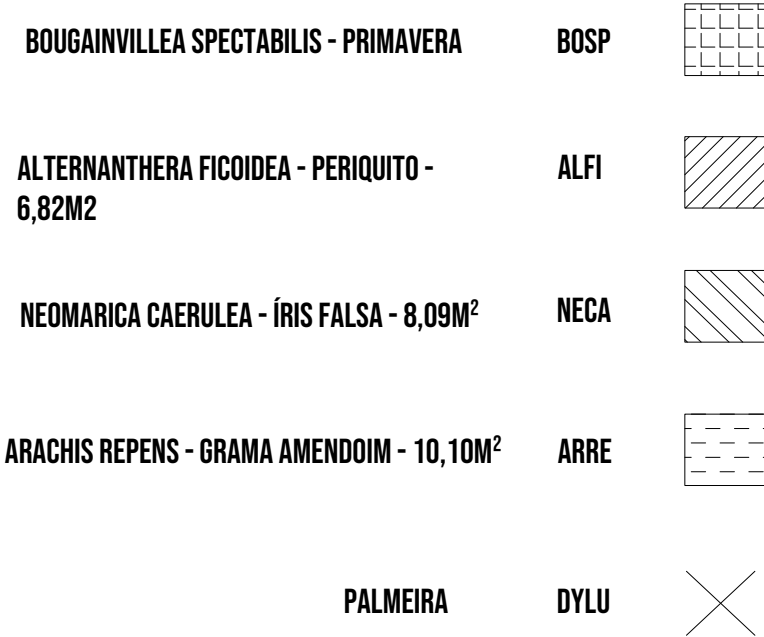 BOUGAINVILLEA SPECTABILIS - PRIMAVERA BOSP
ALTERNANTHERA FICOIDEA - PERIQUITO - ALFI
6,82M2
NEOMARICA CAERULEA - ÍRIS FALSA - 8,09M² NECA
ARACHIS REPENS - GRAMA AMENDOIM - 10,10M² ARRE
PALMEIRA DYLU